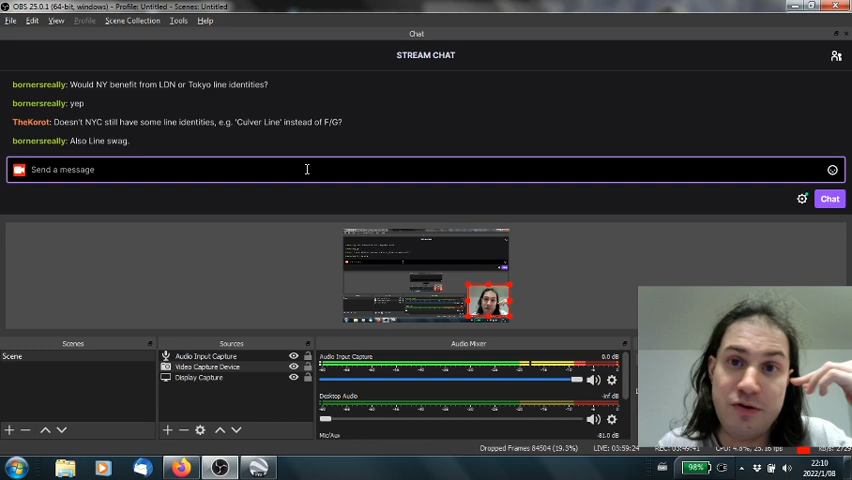 OBS 25.0.1 (64-bit, windows) - Profile: Untitled - Scenes: Untitled
File Edit View Profile Scene Collection Tools Help
Chat
STREAM CHAT
bornersreally: Would NY benefit from LDN or Tokyo line identities?
bornersreally: yep
TheKorot: Doesn't NYC still have some line identities, e.g. 'Culver Line' instead of F/G?
bornersreally: Also Line swag.
Send a message
Chat
Scenes Sources Audio Mixer
Scene
Audio Input Capture
Video Capture Device
Display Capture
Audio Input Capture 0.0 dB
Desktop Audio -inf dB
Mic/Aux -81.0 dB
Dropped Frames 84504 (19.3%) LIVE: 03:59:24
98%
22:10
2022/1/08